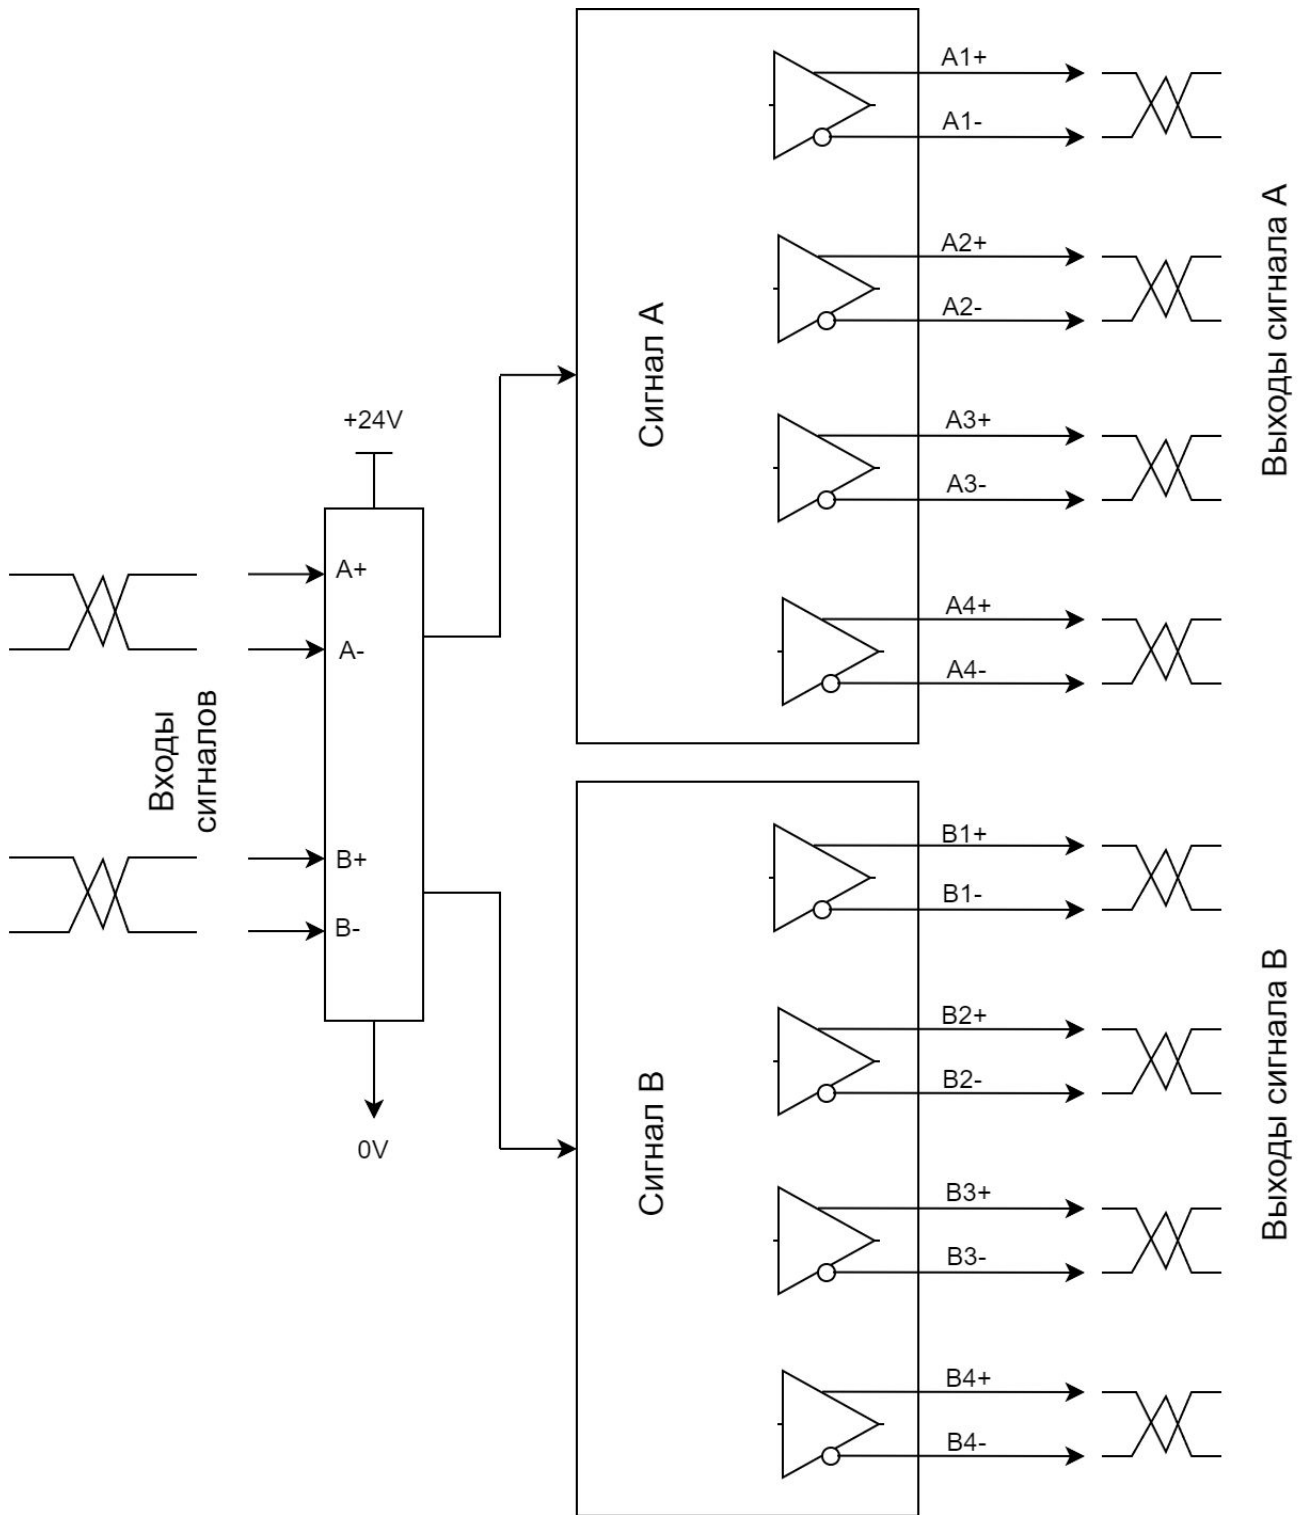 A1+
A1-
A2+
A2-
Сигнал А
Выходы сигнала А
+24V
A3+
A3-
A+
A-
A4+
A4-
Входы
сигналов
B+
B-
B1+
B1-
0V
B2+
B2-
Сигнал В
Выходы сигнала В
B3+
B3-
B4+
B4-